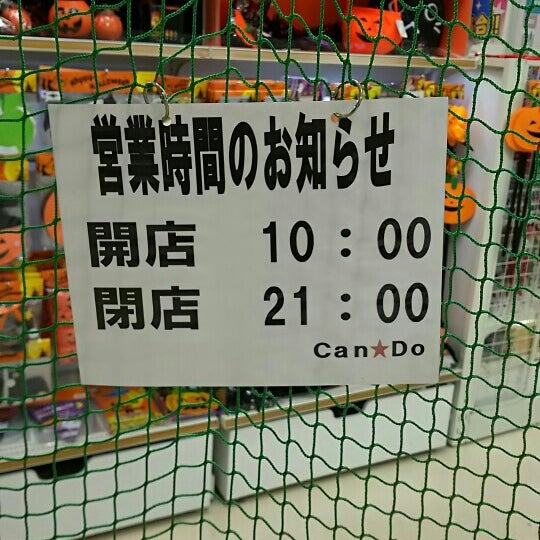 営業時間のお知らせ
開店 10:00
閉店 21:00
Can★Do